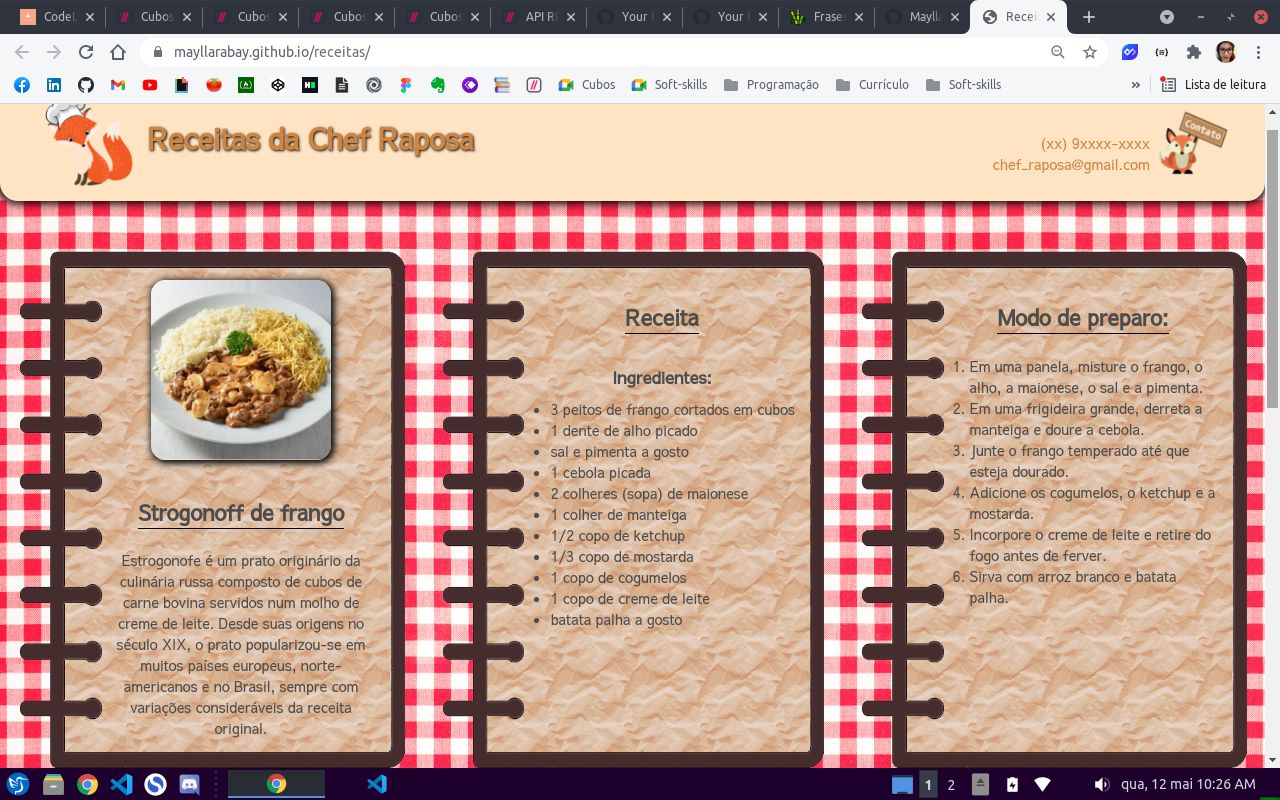 CodeL
Cubos
Cubos
Cubos
Cubos
API RE
Your
Your
Frases
Maylla
Recei
mayllarabay.github.io/receitas/
Cubos
Soft-skills
Programação
Currículo
Soft-skills
»
Lista de leitura
Receitas da Chef Raposa
Contato
(xx) 9xxxx-xxxx
chef_raposa@gmail.com
Strogonoff de frango
Estrogonofe é um prato originário da
culinária russa composto de cubos de
carne bovina servidos num molho de
creme de leite. Desde suas origens no
século XIX, o prato popularizou-se em
muitos países europeus, norte-
americanos e no Brasil, sempre com
variações consideráveis da receita
original.
Receita
Ingredientes:
• 3 peitos de frango cortados em cubos
• 1 dente de alho picado
• sal e pimenta a gosto
• 1 cebola picada
• 2 colheres (sopa) de maionese
• 1 colher de manteiga
• 1/2 copo de ketchup
• 1/3 copo de mostarda
• 1 copo de cogumelos
• 1 copo de creme de leite
• batata palha a gosto
Modo de preparo:
1. Em uma panela, misture o frango, o
alho, a maionese, o sal e a pimenta.
2. Em uma frigideira grande, derreta a
manteiga e doure a cebola.
3. Junte o frango temperado até que
esteja dourado.
4. Adicione os cogumelos, o ketchup e a
mostarda.
5. Incorpore o creme de leite e retire do
fogo antes de ferver.
6. Sirva com arroz branco e batata
palha.
1 2 qua, 12 mai 10:26 AM